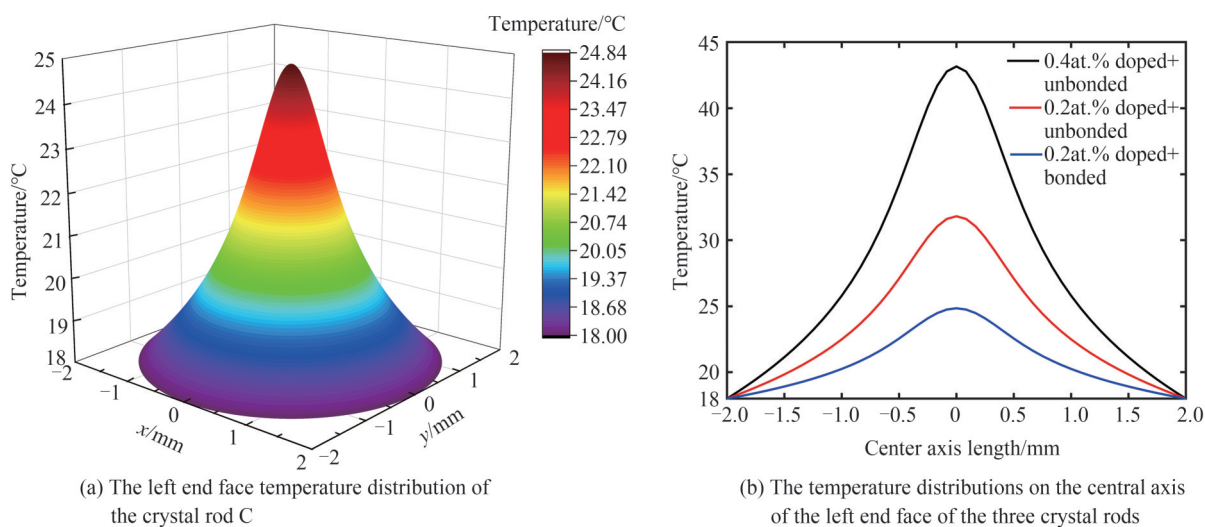 Temperature/°C
25
24
23
22
21
20
19
18
Temperature/°C
−2
−1
0
1
2
x/mm
−2
−1
0
1
2
y/mm
24.84
24.16
23.47
22.79
22.11
21.42
20.74
20.05
19.37
18.68
18.00
(a) The left end face temperature distribution of
the crystal rod C
45
40
35
30
25
20
18
Temperature/°C
0.4at.% doped+
unbonded
0.2at.% doped+
unbonded
0.2at.% doped+
bonded
−2.0
−1.5
−1.0
−0.5
0
0.5
1.0
1.5
2.0
Center axis length/mm
(b) The temperature distributions on the central axis
of the left end face of the three crystal rods